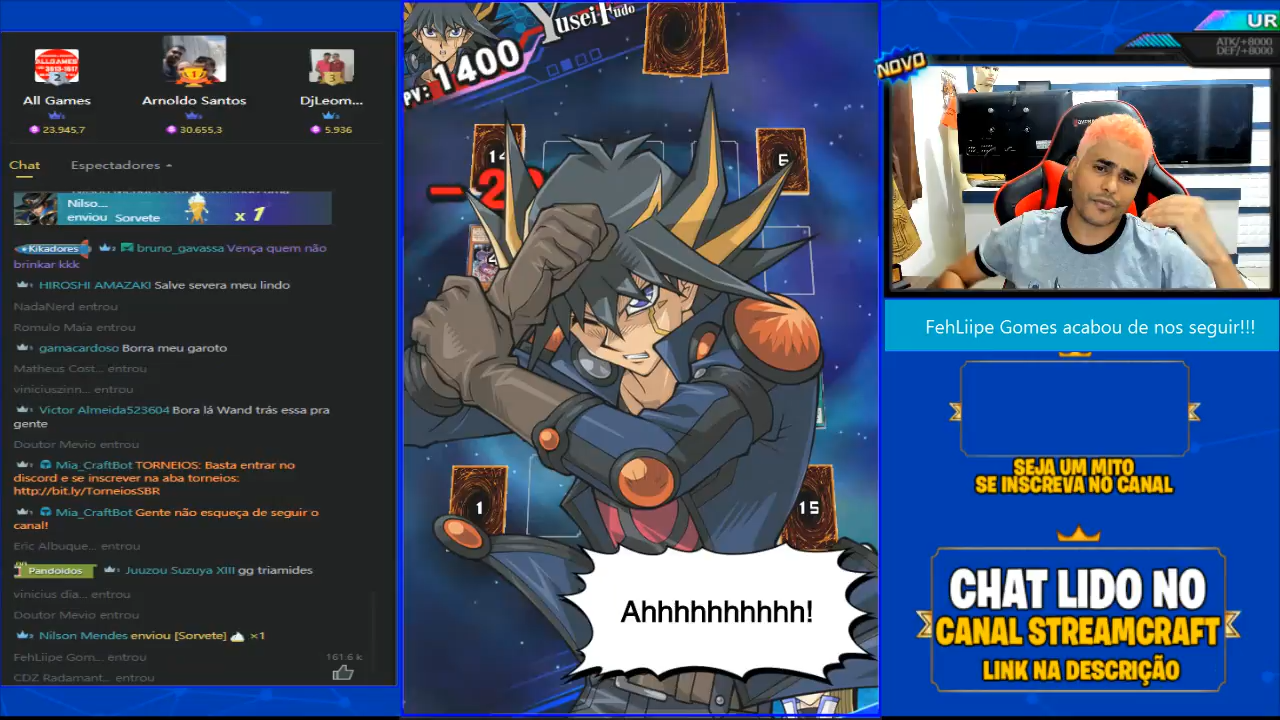 All Games
23.945,7
Arnoldo Santos
30.655,3
DjLeom...
5.936
Chat
Espectadores
Nilso...
enviou Sorvete x 1
Kikadores bruno_gavassa Vença quem não
brinkar kkk
HIROSHI AMAZAKI Salve severa meu lindo
NadaNerd entrou
Romulo Maia entrou
gamacardoso Borra meu garoto
Matheus Cost... entrou
viniciuszinn... entrou
Victor Almeida523604 Bora lá Wand trás essa pra
gente
Doutor Mevio entrou
Mia_CraftBot TORNEIOS: Basta entrar no
discord e se inscrever na aba torneios:
http://bit.ly/TorneiosSBR
Mia_CraftBot Gente não esqueça de seguir o
canal!
Eric Albuque... entrou
Pandoidos Juuzou Suzuya XIII gg triamides
vinicius dia... entrou
Doutor Mevio entrou
Nilson Mendes enviou [Sorvete] ×1
FehLiipe Gom... entrou
161.6 k
CDZ Radamant... entrou
Yusei Fudo
PV: 1400
14
6
1
15
Ahhhhhhhhhh!
UR
ATK/+8000
DEF/+8000
NOVO
FehLiipe Gomes acabou de nos seguir!!!
SEJA UM MITO
SE INSCREVA NO CANAL
CHAT LIDO NO
CANAL STREAMCRAFT
LINK NA DESCRIÇÃO